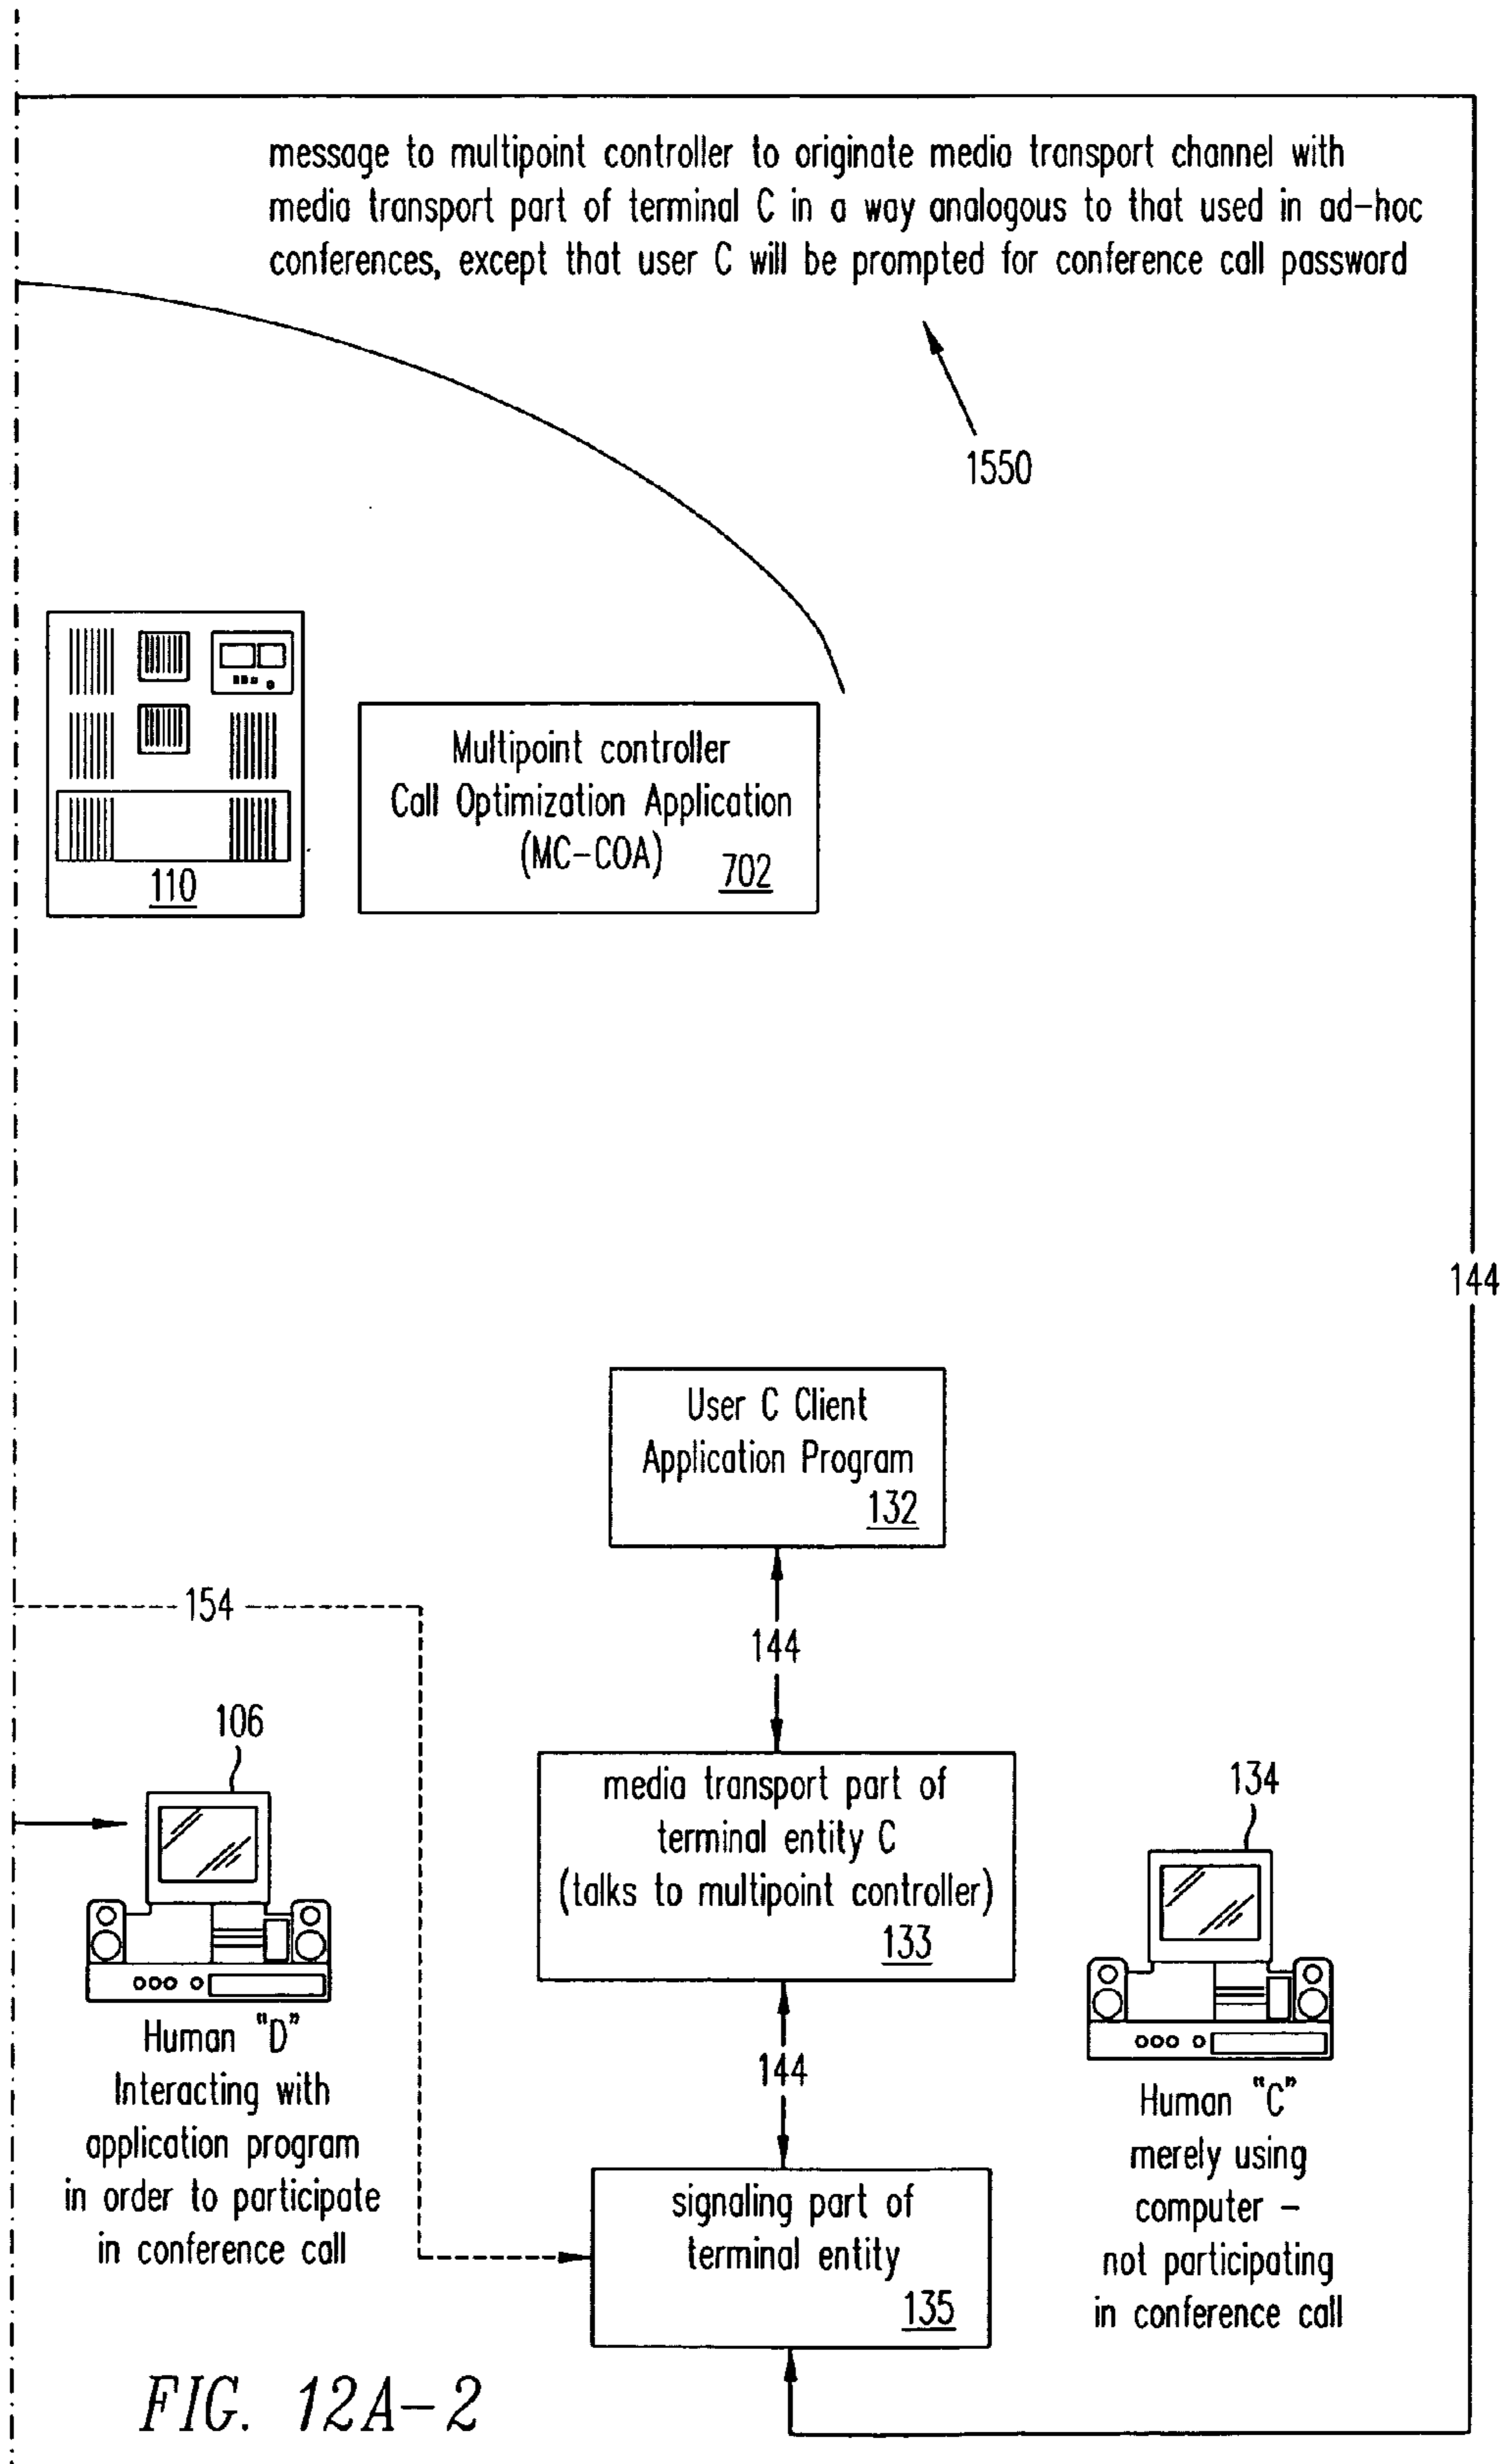 message to multipoint controller to originate media transport channel with
media transport part of terminal C in a way analogous to that used in ad-hoc
conferences, except that user C will be prompted for conference call password
1550
110
Multipoint controller
Call Optimization Application
(MC-COA) 702
144
User C Client
Application Program
132
154
144
106
134
media transport part of
terminal entity C
(talks to multipoint controller)
133
Human "D"
Interacting with
application program
in order to participate
in conference call
144
Human "C"
merely using
computer -
not participating
in conference call
signaling part of
terminal entity
135
FIG. 12A-2